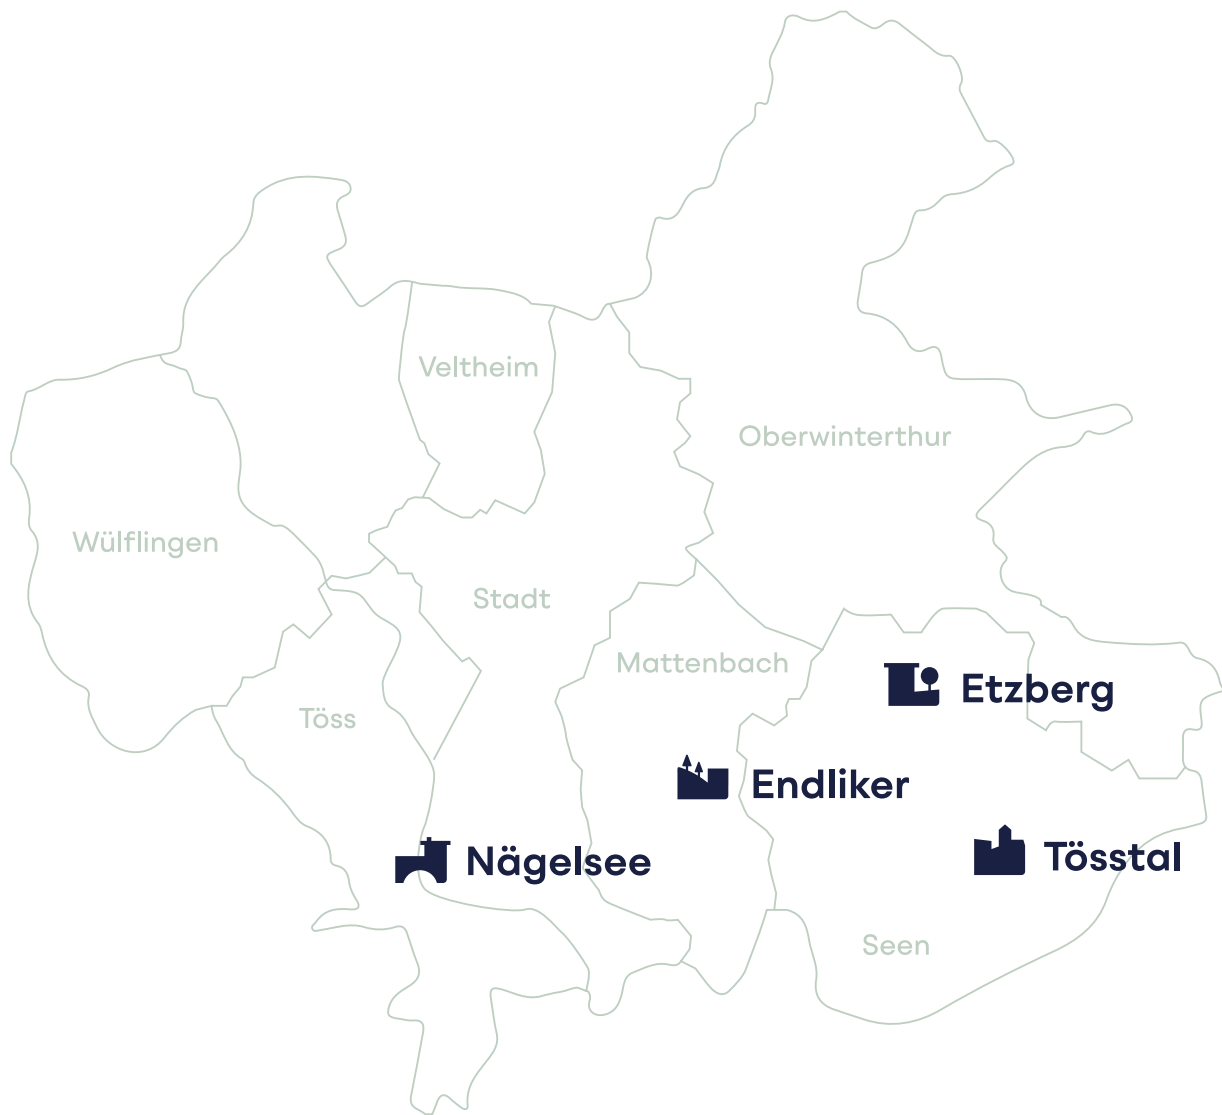 Veltheim
Oberwinterthur
Wülflingen
Stadt
Mattenbach
Etzberg
Töss
Endliker
Nägelsee
Tösstal
Seen